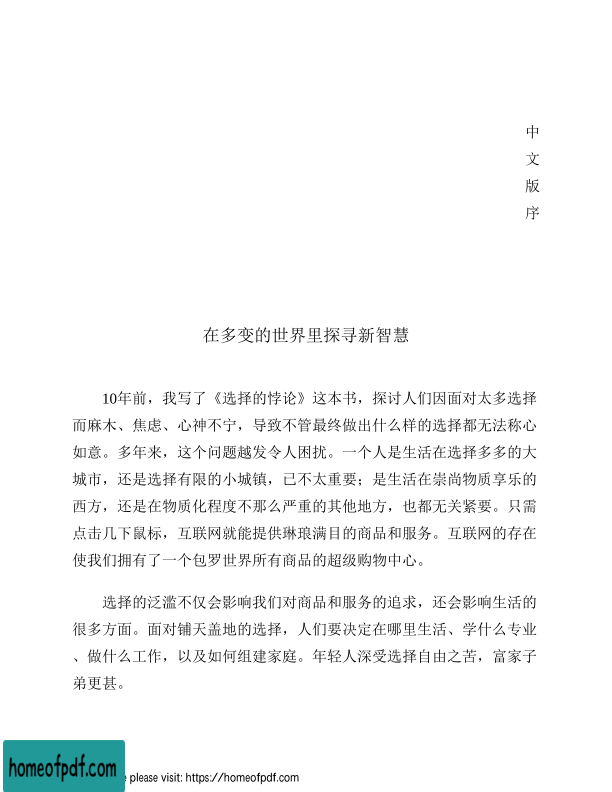 中
文
版
序
在多变的世界里探寻新智慧
10年前，我写了《选择的悖论》这本书，探讨人们因面对太多选择
而麻木、焦虑、心神不宁，导致不管最终做出什么样的选择都无法称心
如意。多年来，这个问题越发令人困扰。一个人是生活在选择多多的大
城市，还是选择有限的小城镇，已不太重要；是生活在崇尚物质享乐的
西方，还是在物质化程度不那么严重的其他地方，也都无关紧要。只需
点击几下鼠标，互联网就能提供琳琅满目的商品和服务。互联网的存在
使我们拥有了一个包罗世界所有商品的超级购物中心。
选择的泛滥不仅会影响我们对商品和服务的追求，还会影响生活的
很多方面。面对铺天盖地的选择，人们要决定在哪里生活、学什么专业
、做什么工作，以及如何组建家庭。年轻人深受选择自由之苦，富家子
弟更甚。
homeofpdf.com
e please visit: https://homeofpdf.com